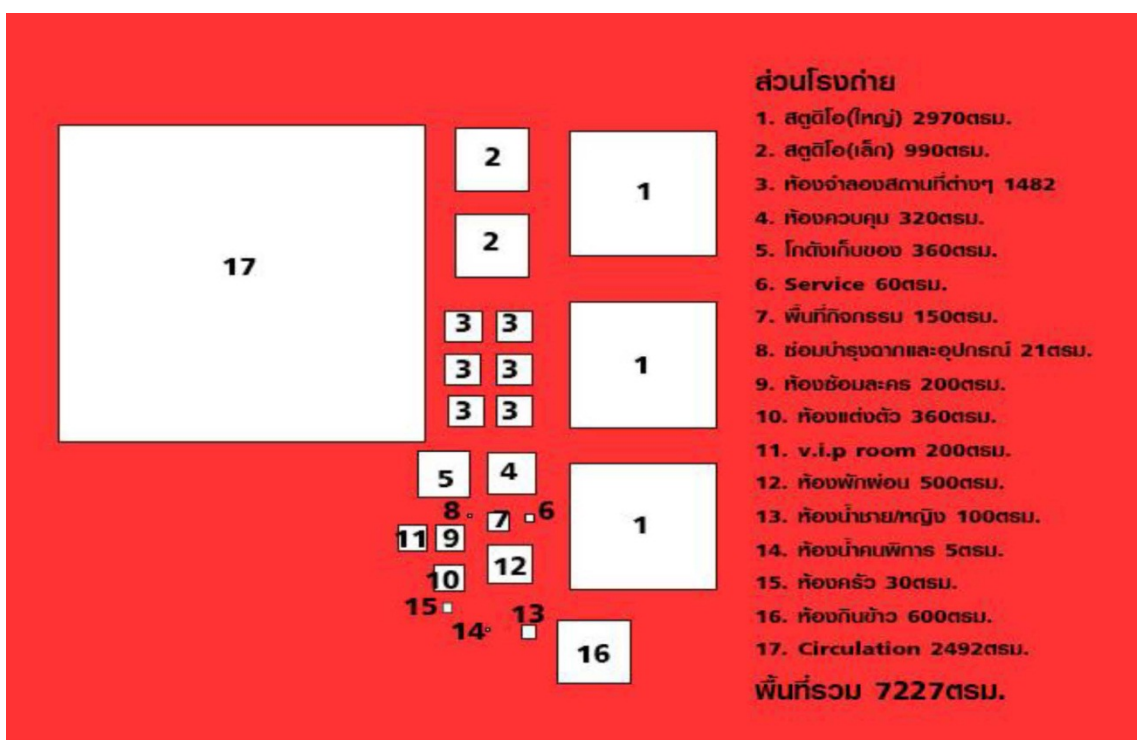 ส่วนโรงถ่าย
1. สตูดิโอ(ใหญ่) 2970ตรม.
2. สตูดิโอ(เล็ก) 990ตรม.
3. ห้องจำลองสถานที่ต่างๆ 1482
4. ห้องควบคุม 320ตรม.
5. โกดังเก็บของ 360ตรม.
6. Service 60ตรม.
7. พื้นที่กิจกรรม 150ตรม.
8. ซ่อมบำรุงฉากและอุปกรณ์ 21ตรม.
9. ห้องซ้อมละคร 200ตรม.
10. ห้องแต่งตัว 360ตรม.
11. v.i.p room 200ตรม.
12. ห้องพักผ่อน 500ตรม.
13. ห้องน้ำชาย/หญิง 100ตรม.
14. ห้องน้ำคนพิการ 5ตรม.
15. ห้องครัว 30ตรม.
16. ห้องกินข้าว 600ตรม.
17. Circulation 2492ตรม.
พื้นที่รวม 7227ตรม.
2
1
2
17
3 3
3 3
1
3 3
5 4
8 7 6
11 9
1
12
10
15 13
14
16